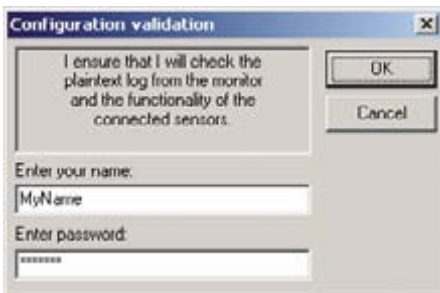 Configuration validation
I ensure that I will check the
plaintext log from the monitor
and the functionality of the
connected sensors.
OK
Cancel
Enter your name:
MyName
Enter password:
*******